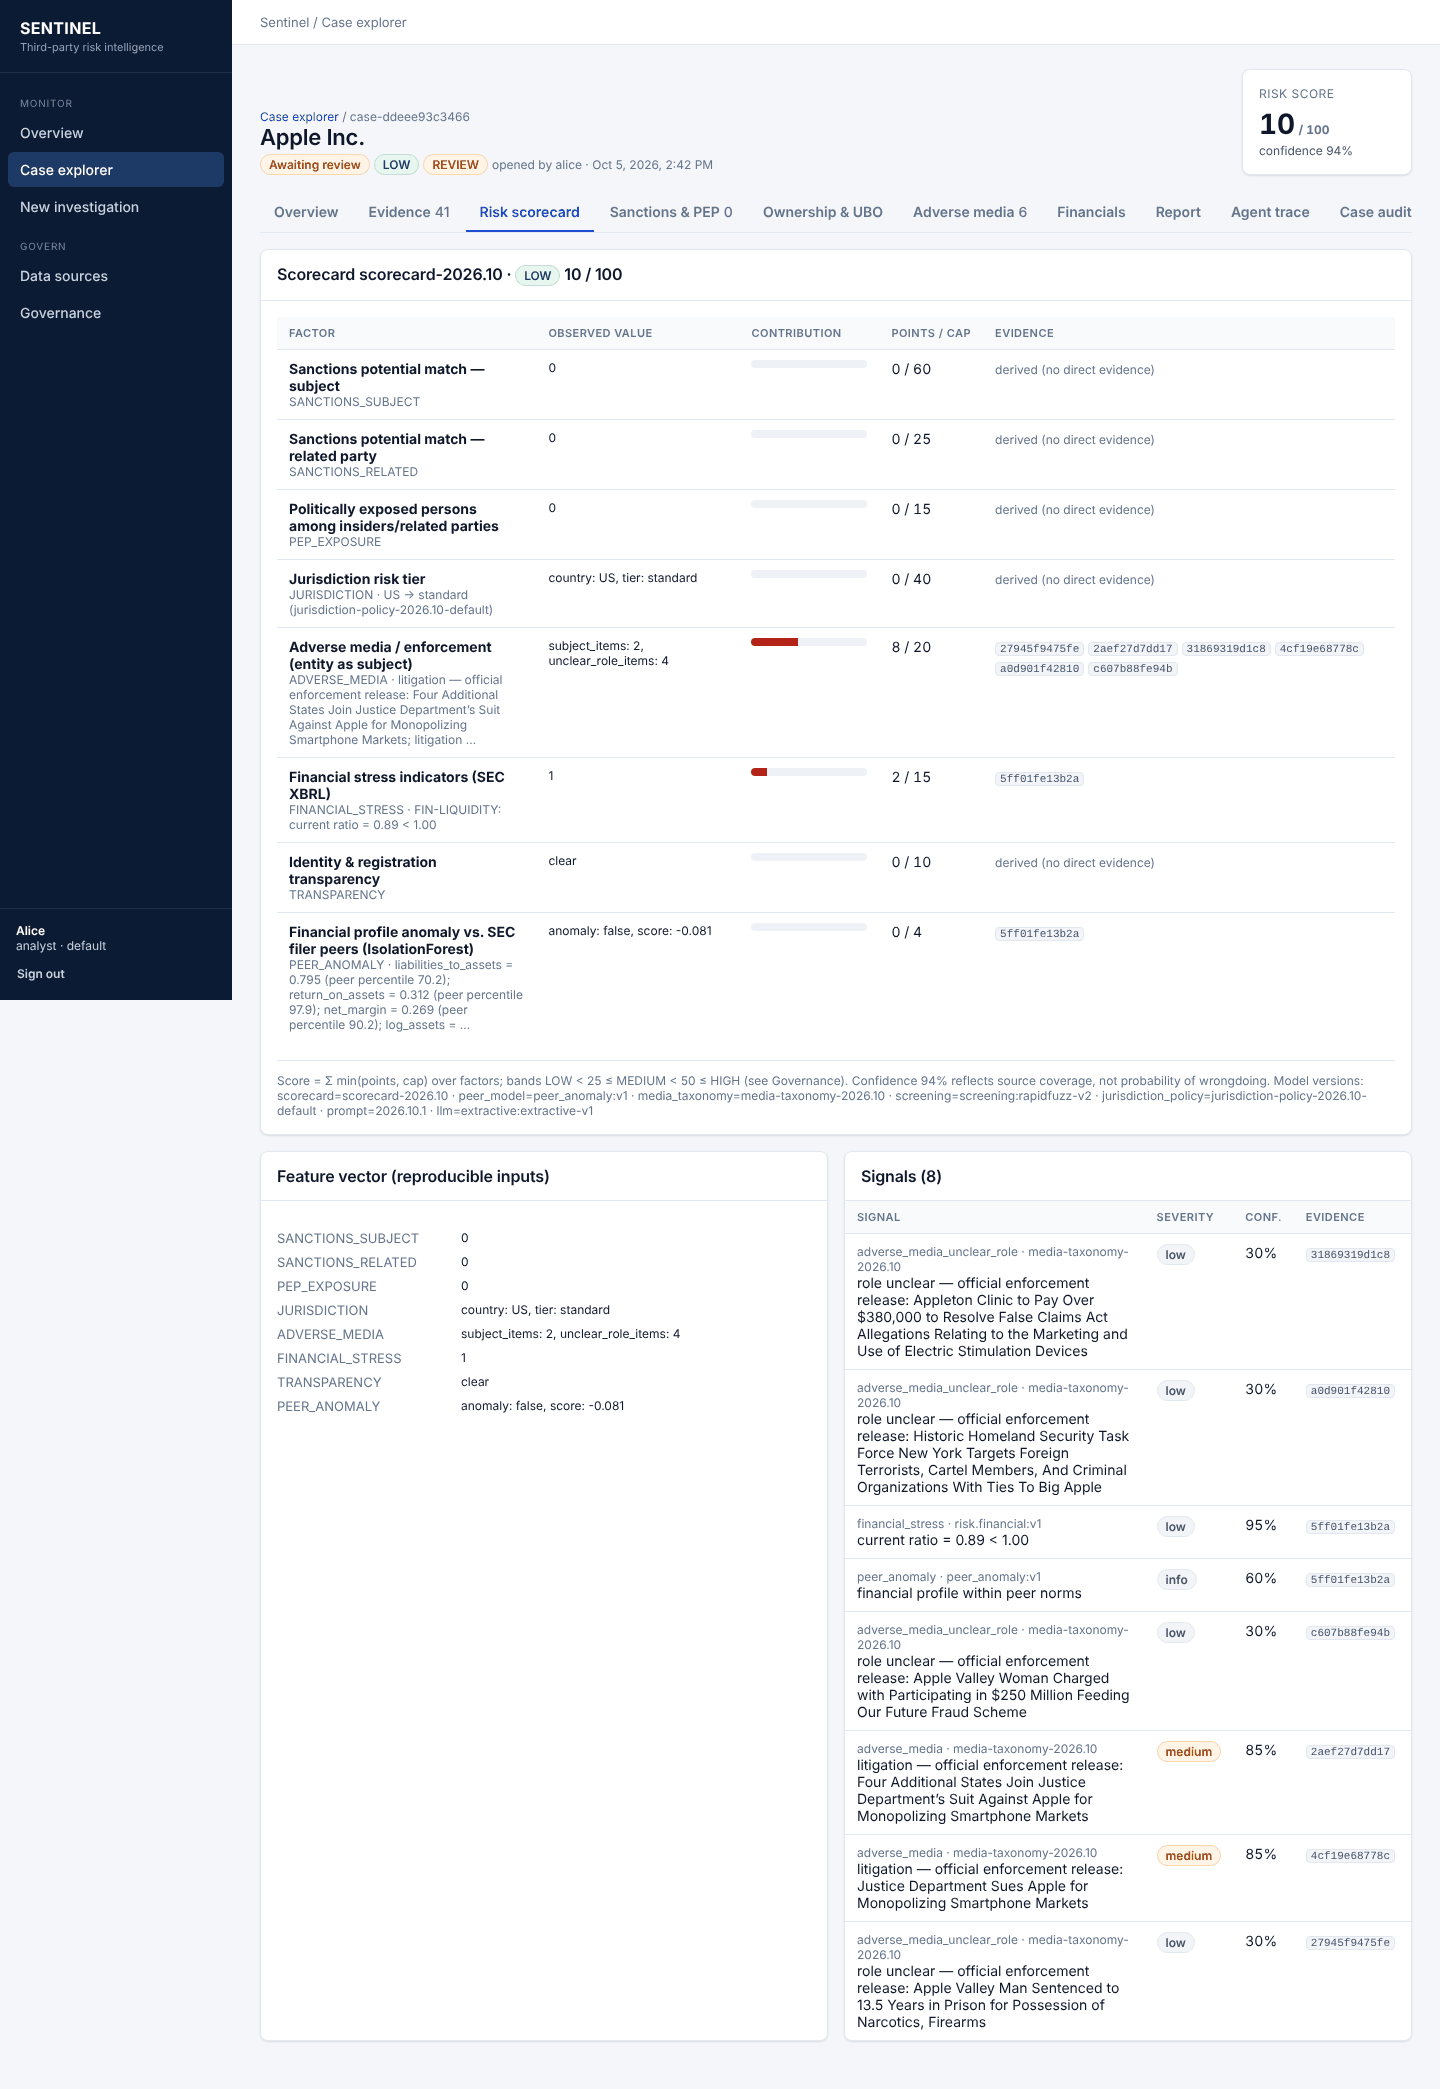 SENTINEL
Third-party risk intelligence
MONITOR
Overview
Case explorer
New investigation
GOVERN
Data sources
Governance
Alice
analyst · default
Sign out
Sentinel / Case explorer
Case explorer / case-ddeee93c3466
Apple Inc.
Awaiting review LOW REVIEW opened by alice · Oct 5, 2026, 2:42 PM
RISK SCORE
10 / 100
confidence 94%
Overview Evidence 41 Risk scorecard Sanctions & PEP 0 Ownership & UBO Adverse media 6 Financials Report Agent trace Case audit
Scorecard scorecard-2026.10 · LOW 10 / 100
FACTOR OBSERVED VALUE CONTRIBUTION POINTS / CAP EVIDENCE
Sanctions potential match — 0 0 / 60 derived (no direct evidence)
subject
SANCTIONS_SUBJECT
Sanctions potential match — 0 0 / 25 derived (no direct evidence)
related party
SANCTIONS_RELATED
Politically exposed persons 0 0 / 15 derived (no direct evidence)
among insiders/related parties
PEP_EXPOSURE
Jurisdiction risk tier country: US, tier: standard 0 / 40 derived (no direct evidence)
JURISDICTION · US → standard
(jurisdiction-policy-2026.10-default)
Adverse media / enforcement subject_items: 2, 8 / 20 27945f9475fe 2aef27d7dd17 31869319d1c8 4cf19e68778c
(entity as subject) unclear_role_items: 4 a0d901f42810 c607b88fe94b
ADVERSE_MEDIA · litigation — official
enforcement release: Four Additional
States Join Justice Department’s Suit
Against Apple for Monopolizing
Smartphone Markets; litigation …
Financial stress indicators (SEC 1 2 / 15 5ff01fe13b2a
XBRL)
FINANCIAL_STRESS · FIN-LIQUIDITY:
current ratio = 0.89 < 1.00
Identity & registration clear 0 / 10 derived (no direct evidence)
transparency
TRANSPARENCY
Financial profile anomaly vs. SEC anomaly: false, score: -0.081 0 / 4 5ff01fe13b2a
filer peers (IsolationForest)
PEER_ANOMALY · liabilities_to_assets =
0.795 (peer percentile 70.2);
return_on_assets = 0.312 (peer percentile
97.9); net_margin = 0.269 (peer
percentile 90.2); log_assets = …
Score = Σ min(points, cap) over factors; bands LOW < 25 ≤ MEDIUM < 50 ≤ HIGH (see Governance). Confidence 94% reflects source coverage, not probability of wrongdoing. Model versions:
scorecard=scorecard-2026.10 · peer_model=peer_anomaly:v1 · media_taxonomy=media-taxonomy-2026.10 · screening=screening:rapidfuzz-v2 · jurisdiction_policy=jurisdiction-policy-2026.10-
default · prompt=2026.10.1 · llm=extractive:extractive-v1
Feature vector (reproducible inputs)
SANCTIONS_SUBJECT 0
SANCTIONS_RELATED 0
PEP_EXPOSURE 0
JURISDICTION country: US, tier: standard
ADVERSE_MEDIA subject_items: 2, unclear_role_items: 4
FINANCIAL_STRESS 1
TRANSPARENCY clear
PEER_ANOMALY anomaly: false, score: -0.081
Signals (8)
SIGNAL SEVERITY CONF. EVIDENCE
adverse_media_unclear_role · media-taxonomy- low 30% 31869319d1c8
2026.10
role unclear — official enforcement
release: Appleton Clinic to Pay Over
$380,000 to Resolve False Claims Act
Allegations Relating to the Marketing and
Use of Electric Stimulation Devices
adverse_media_unclear_role · media-taxonomy- low 30% a0d901f42810
2026.10
role unclear — official enforcement
release: Historic Homeland Security Task
Force New York Targets Foreign
Terrorists, Cartel Members, And Criminal
Organizations With Ties To Big Apple
financial_stress · risk.financial:v1 low 95% 5ff01fe13b2a
current ratio = 0.89 < 1.00
peer_anomaly · peer_anomaly:v1 info 60% 5ff01fe13b2a
financial profile within peer norms
adverse_media_unclear_role · media-taxonomy- low 30% c607b88fe94b
2026.10
role unclear — official enforcement
release: Apple Valley Woman Charged
with Participating in $250 Million Feeding
Our Future Fraud Scheme
adverse_media · media-taxonomy-2026.10 medium 85% 2aef27d7dd17
litigation — official enforcement release:
Four Additional States Join Justice
Department’s Suit Against Apple for
Monopolizing Smartphone Markets
adverse_media · media-taxonomy-2026.10 medium 85% 4cf19e68778c
litigation — official enforcement release:
Justice Department Sues Apple for
Monopolizing Smartphone Markets
adverse_media_unclear_role · media-taxonomy- low 30% 27945f9475fe
2026.10
role unclear — official enforcement
release: Apple Valley Man Sentenced to
13.5 Years in Prison for Possession of
Narcotics, Firearms